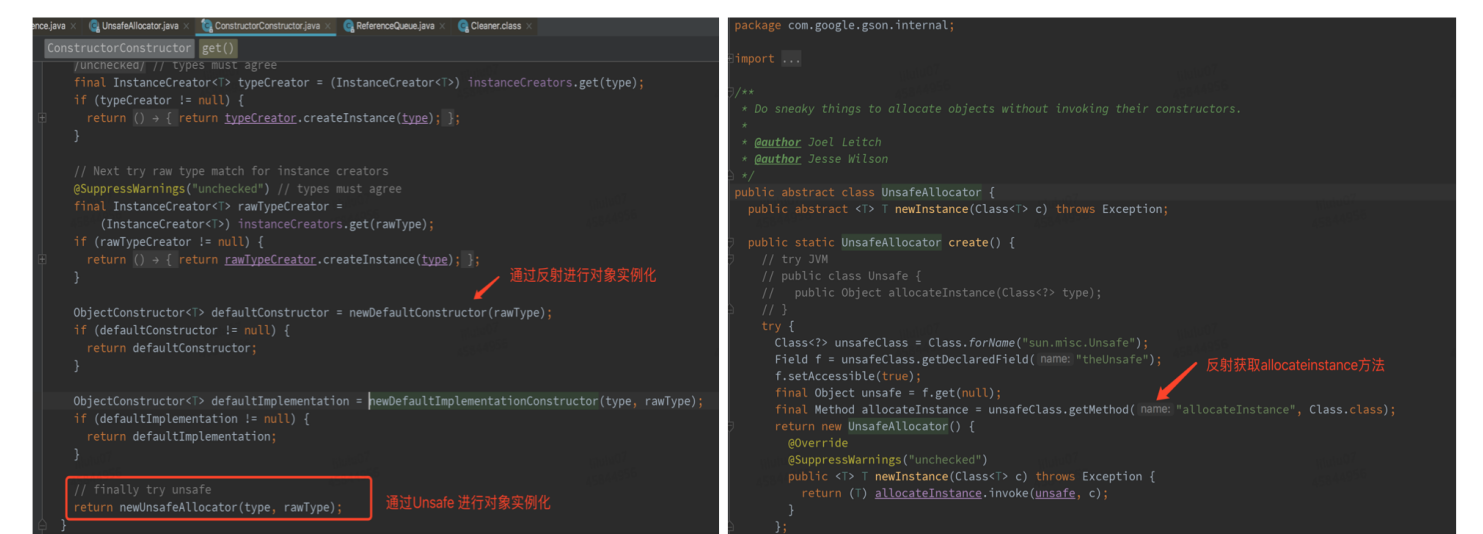 ence.java × UnsafeAllocator.java × ConstructorConstructor.java × ReferenceQueue.java × Cleaner.class ×
ConstructorConstructor get()
/unchecked/ // types must agree
final InstanceCreator<T> typeCreator = (InstanceCreator<T>) instanceCreators.get(type);
if (typeCreator != null) {
return () → { return typeCreator.createInstance(type); };
}
// Next try raw type match for instance creators
@SuppressWarnings("unchecked") // types must agree
final InstanceCreator<T> rawTypeCreator =
(InstanceCreator<T>) instanceCreators.get(rawType);
if (rawTypeCreator != null) {
return () → { return rawTypeCreator.createInstance(type); };
}
通过反射进行对象实例化
ObjectConstructor<T> defaultConstructor = newDefaultConstructor(rawType);
if (defaultConstructor != null) {
return defaultConstructor;
}
ObjectConstructor<T> defaultImplementation = newDefaultImplementationConstructor(type, rawType);
if (defaultImplementation != null) {
return defaultImplementation;
}
// finally try unsafe
return newUnsafeAllocator(type, rawType);
通过Unsafe 进行对象实例化
}
package com.google.gson.internal;
import ...
/**
* Do sneaky things to allocate objects without invoking their constructors.
*
* @author Joel Leitch
* @author Jesse Wilson
*/
public abstract class UnsafeAllocator {
public abstract <T> T newInstance(Class<T> c) throws Exception;
public static UnsafeAllocator create() {
// try JVM
// public class Unsafe {
// public Object allocateInstance(Class<?> type);
// }
try {
Class<?> unsafeClass = Class.forName("sun.misc.Unsafe");
Field f = unsafeClass.getDeclaredField( name: "theUnsafe");
反射获取allocateinstance方法
f.setAccessible(true);
final Object unsafe = f.get(null);
final Method allocateInstance = unsafeClass.getMethod( name: "allocateInstance", Class.class);
return new UnsafeAllocator() {
@Override
@SuppressWarnings("unchecked")
public <T> T newInstance(Class<T> c) throws Exception {
return (T) allocateInstance.invoke(unsafe, c);
}
};